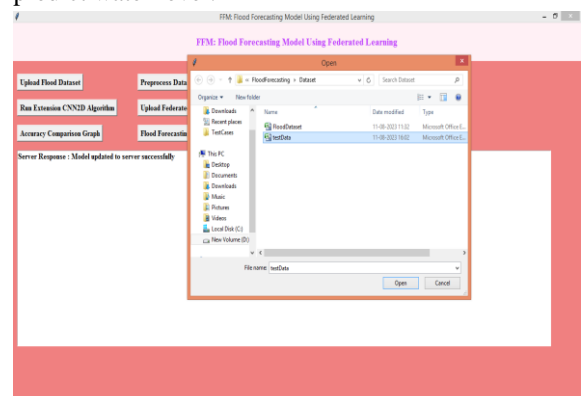 FFM: Flood Forecasting Model Using Federated Learning
FFM: Flood Forecasting Model Using Federated Learning
Open
Upload Flood Dataset
Preprocess Data
« FloodForecasting › Dataset
Search Dataset
Organize
New folder
Run Extension CNN2D Algorithm
Upload Federate
Accuracy Comparison Graph
Flood Forecastin
Server Response : Model updated to server successfully
Downloads
Recent places
TestCases
This PC
Desktop
Documents
Downloads
Music
Pictures
Videos
Local Disk (C:)
New Volume (D:)
Name
Date modified
Type
FloodDataset
11-08-2023 11:32
Microsoft Office E...
testData
11-08-2023 16:02
Microsoft Office E...
File name:
testData
Open
Cancel